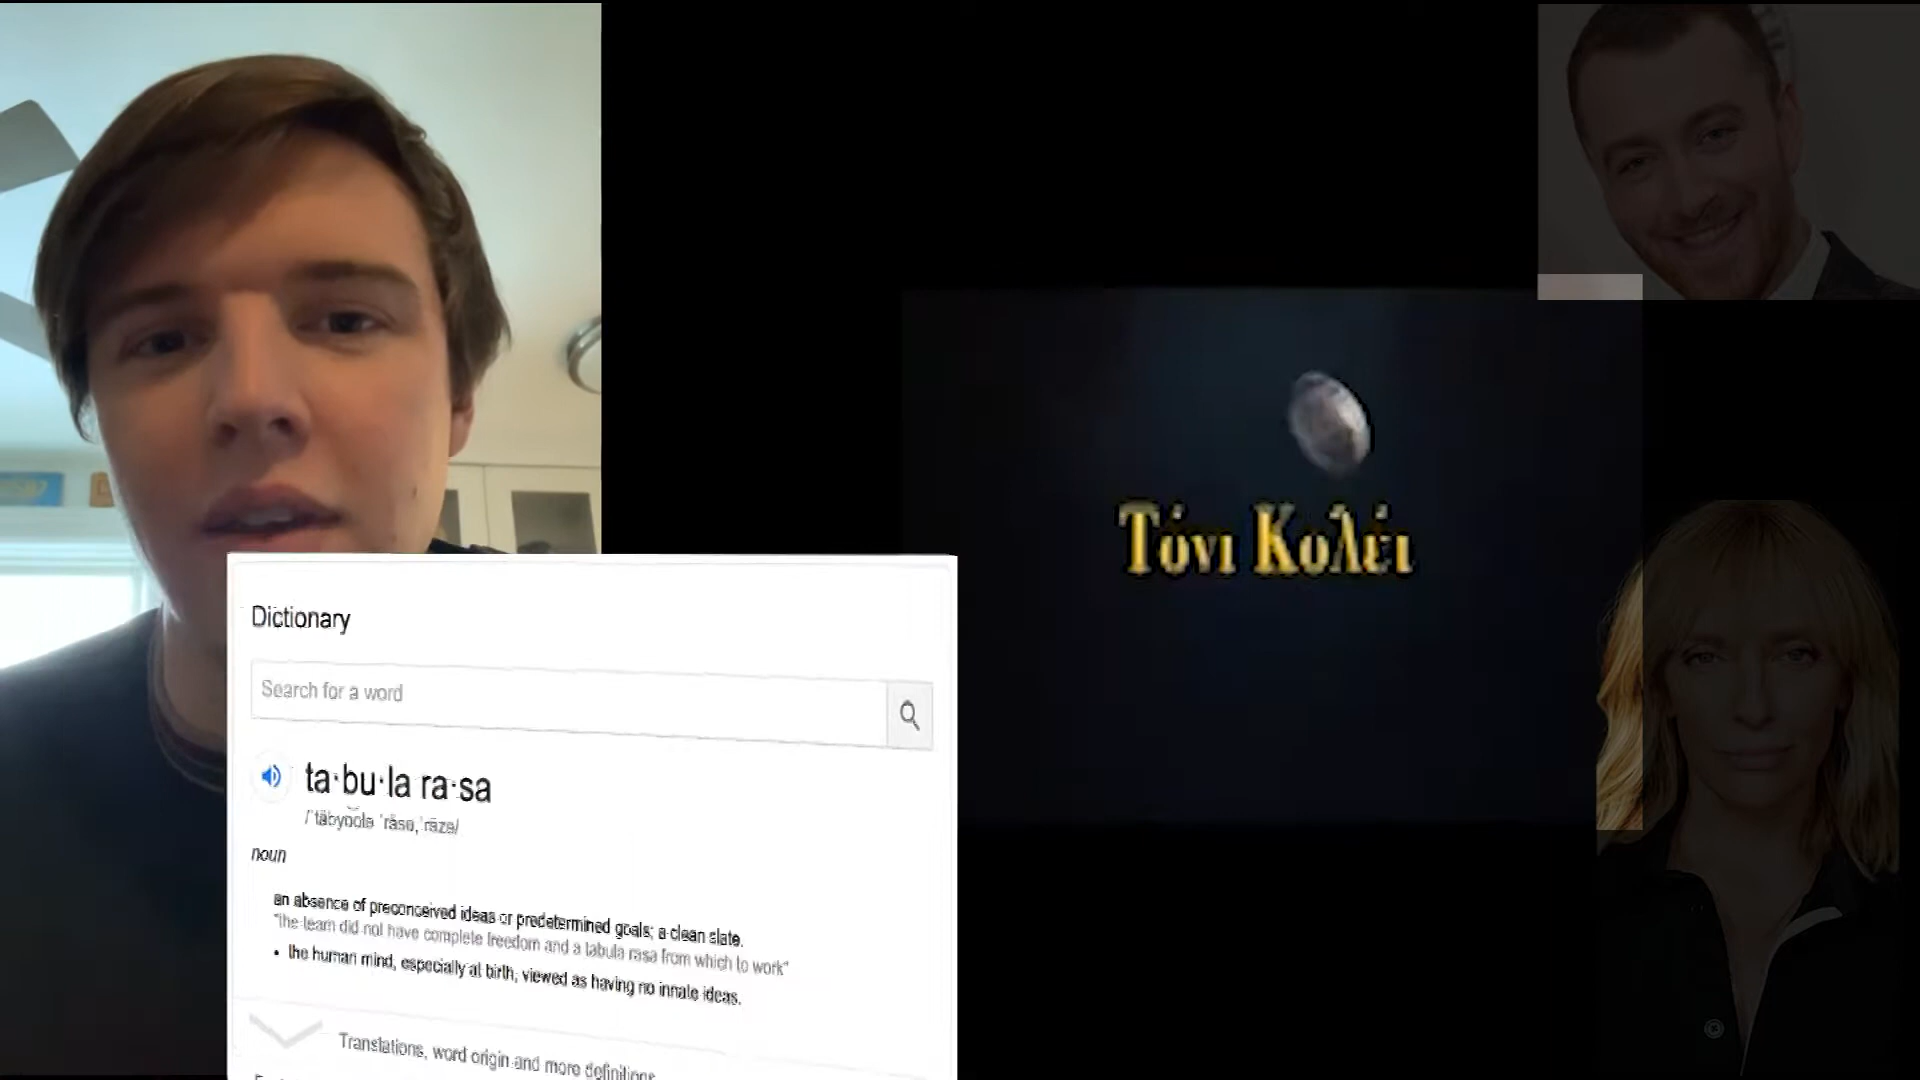 Τόνι Κολέι
Dictionary
Search for a word
ta·bu·la ra·sa
noun
an absence of preconceived ideas or predetermined goals; a clean slate.
"the team did not have complete freedom and a tabula rasa from which to work"
• the human mind, especially at birth, viewed as having no innate ideas.
Translations, word origin and more definitions